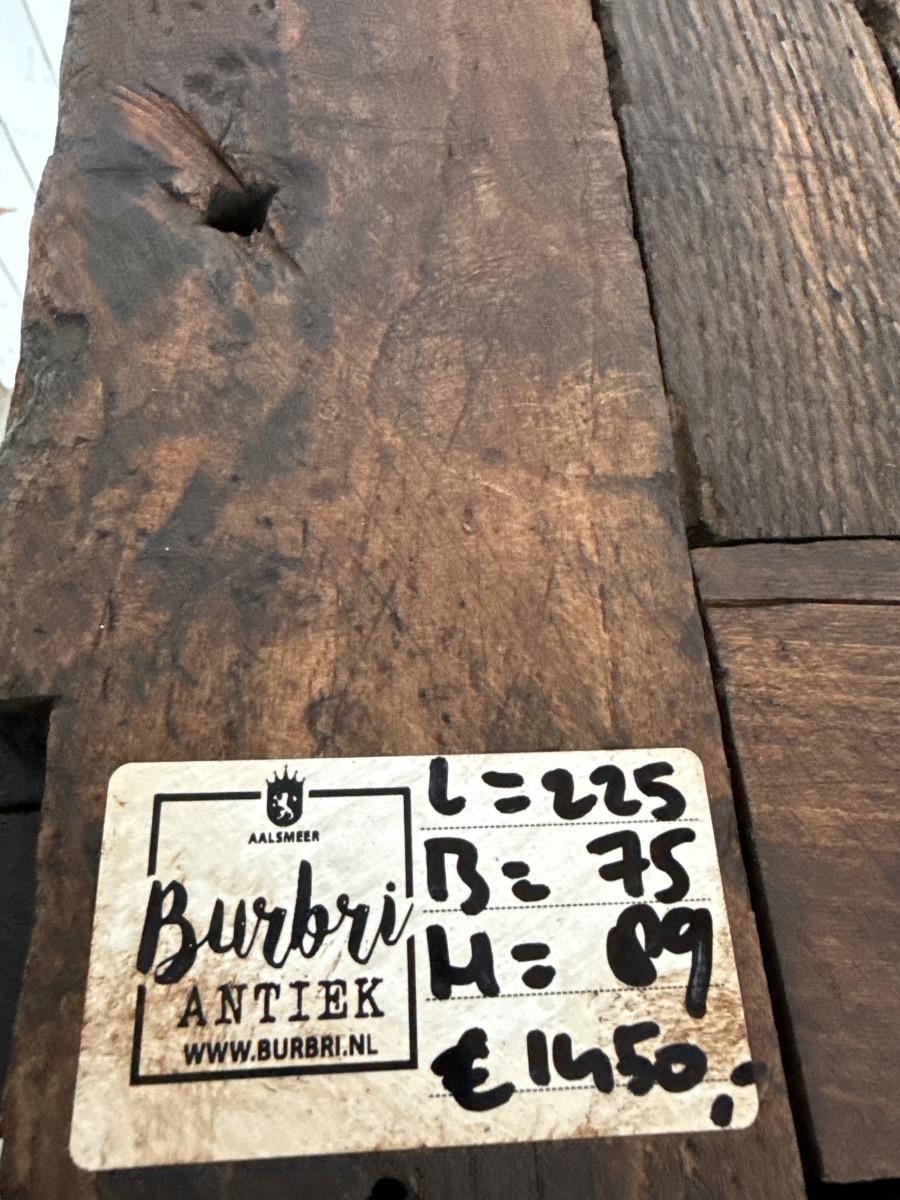 AALSMEER
Burbri
ANTIEK
WWW.BURBRI.NL
L=225
B= 75
H= 89
€ 1450,-